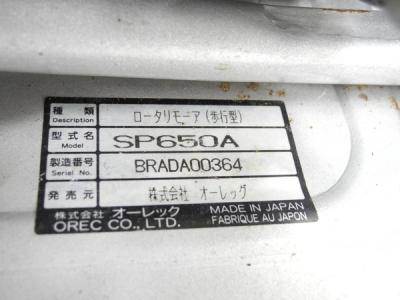 種類 ロータリモーア(歩行型)
Description
型式名 SP650A
Model
製造番号 BRADA00364
Serial No.
発売元 株式会社 オーレック
株式会社 オーレック MADE IN JAPAN
OREC CO., LTD. FABRIQUE AU JAPON